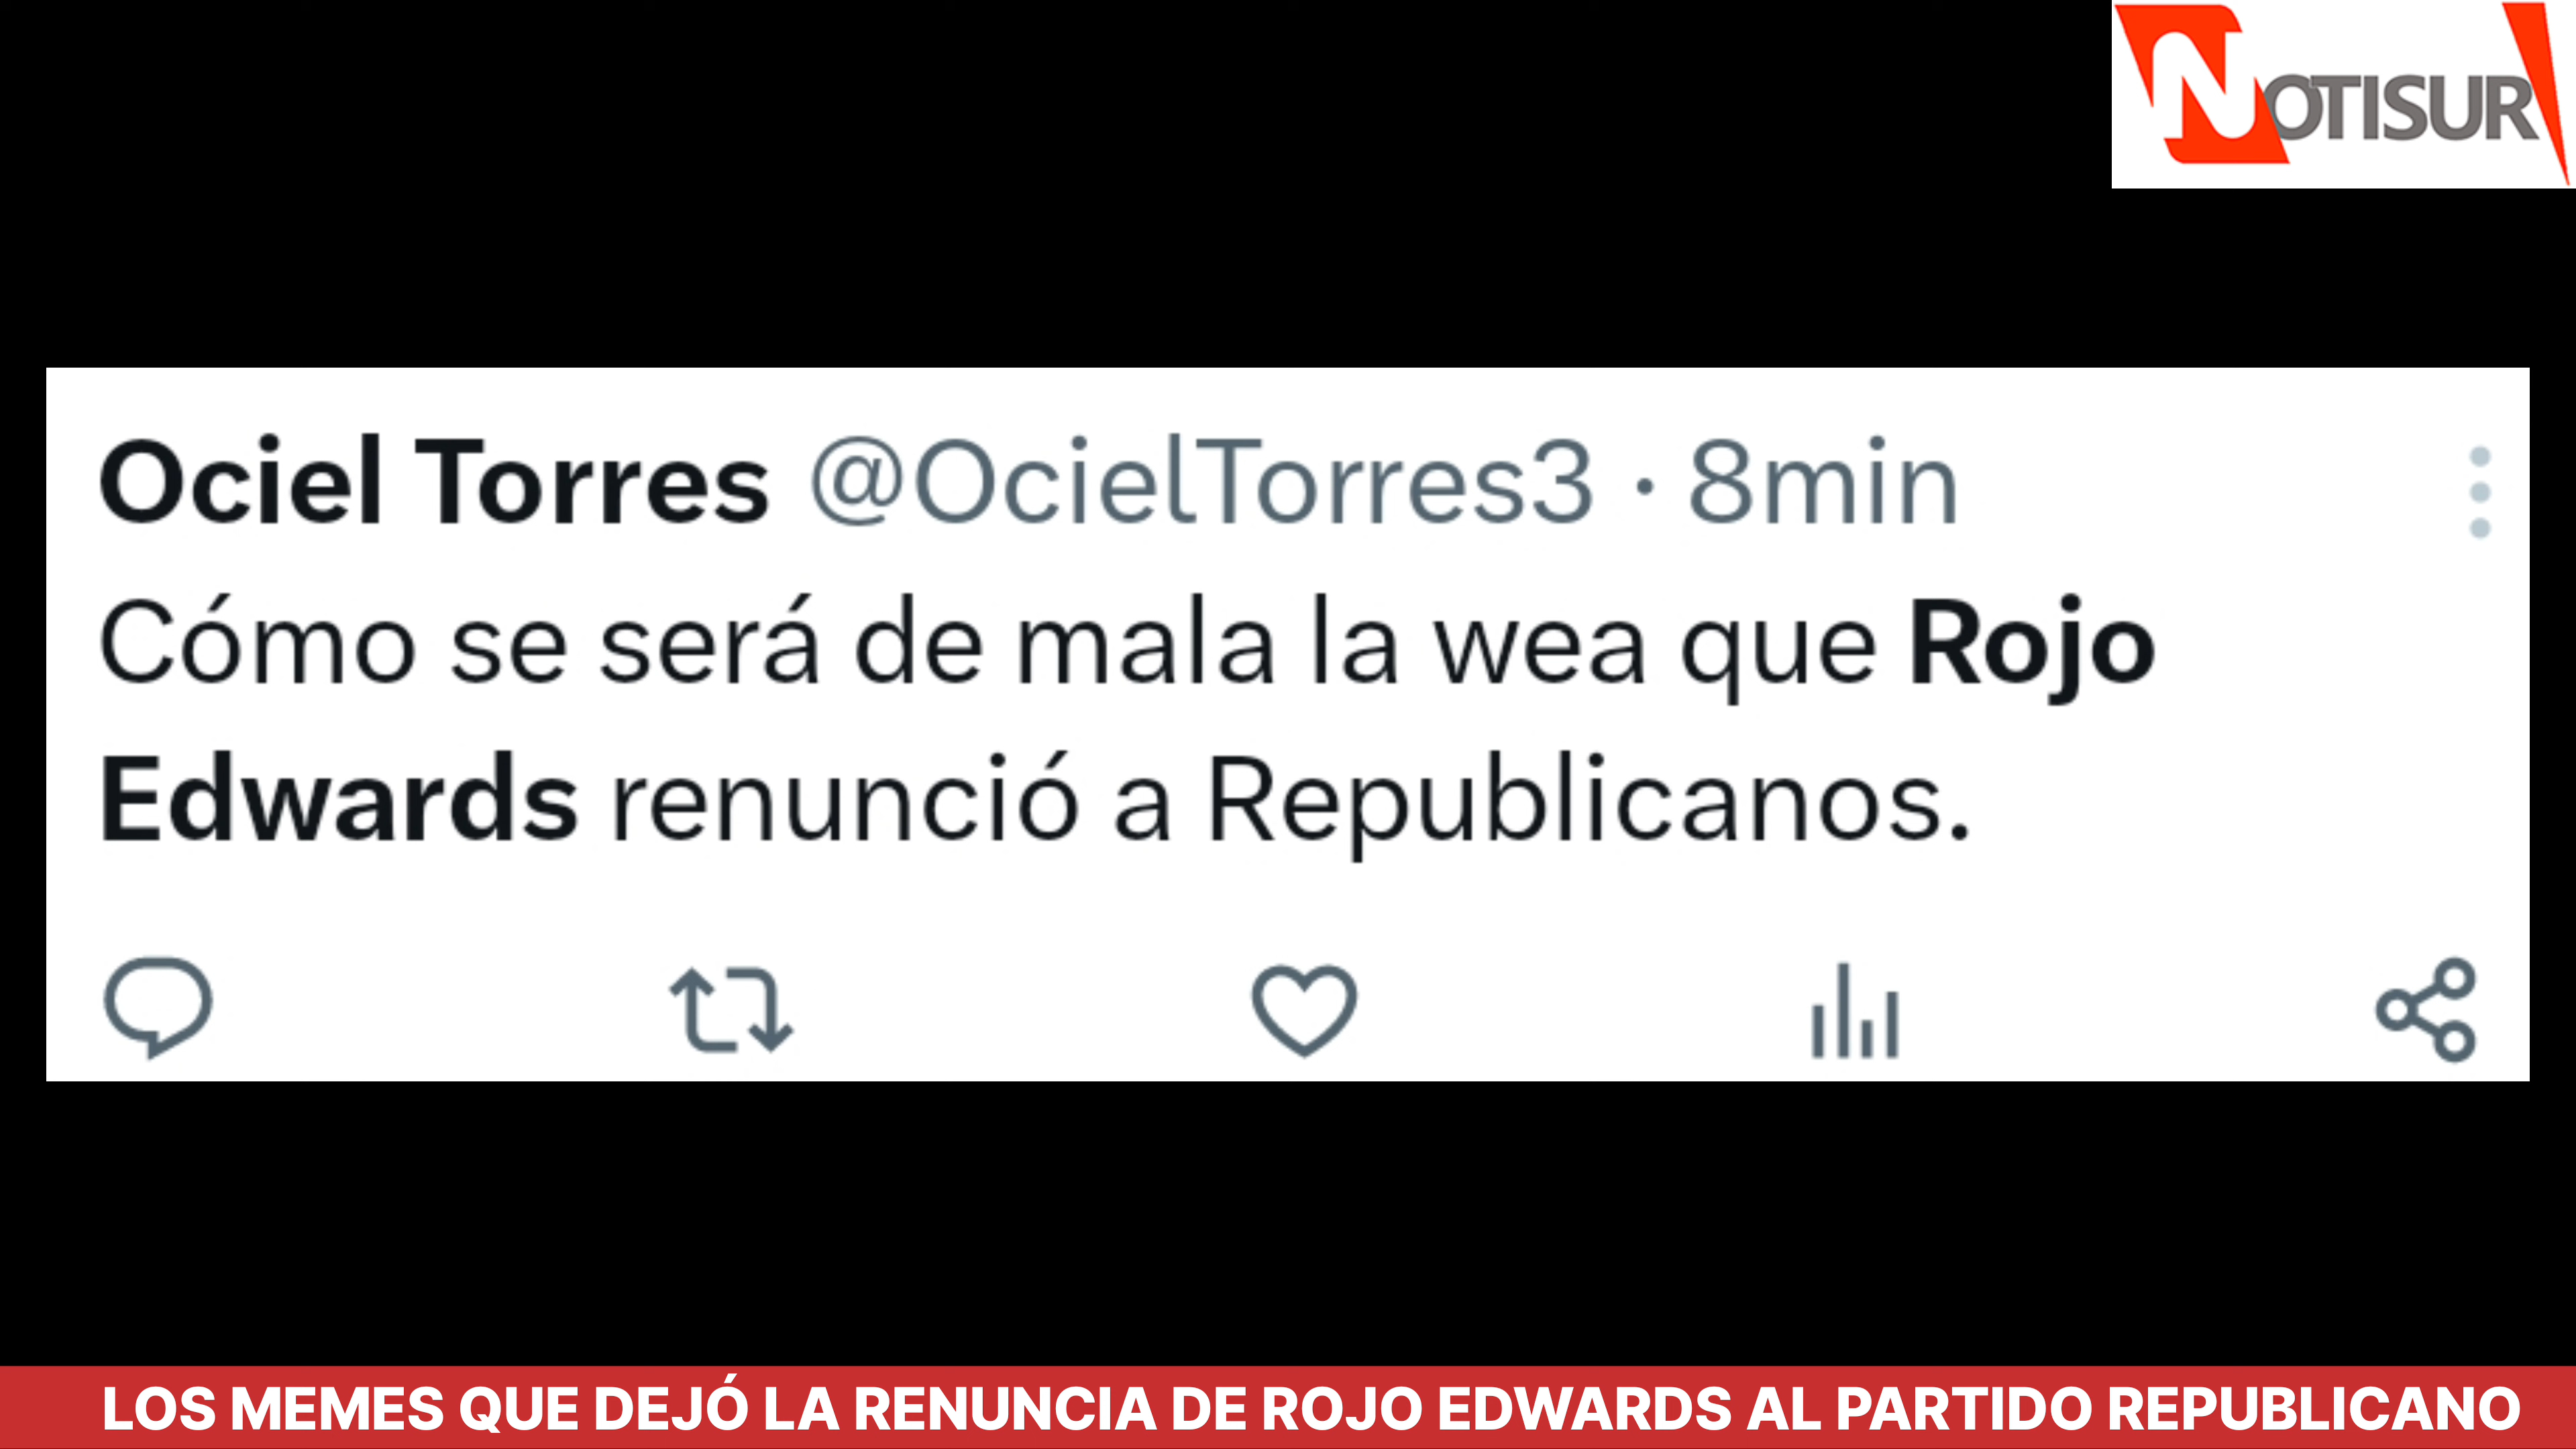 NOTISUR
Ociel Torres @OcielTorres3 · 8min
Cómo se será de mala la wea que Rojo
Edwards renunció a Republicanos.
LOS MEMES QUE DEJÓ LA RENUNCIA DE ROJO EDWARDS AL PARTIDO REPUBLICANO